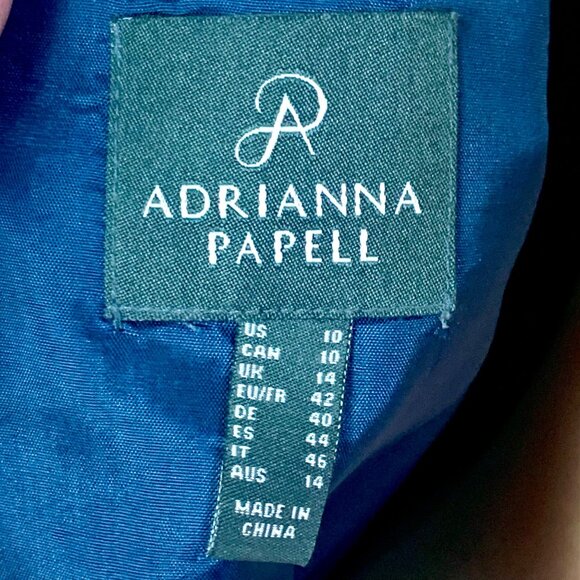 ADRIANNA
PAPELL
US 10
CAN 10
UK 14
EU/FR 42
DE 40
ES 44
IT 46
AUS 14
MADE IN
CHINA